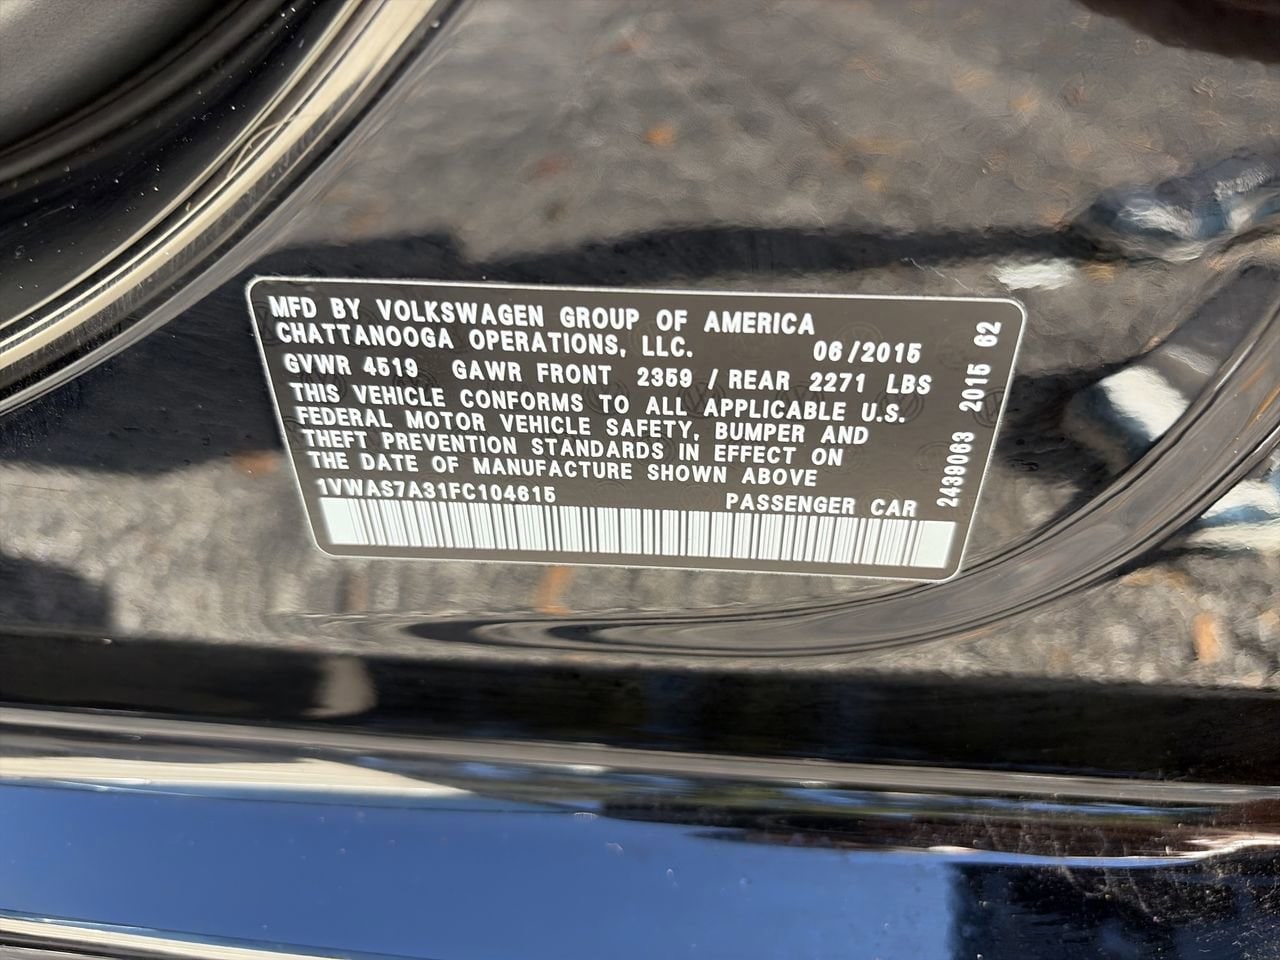 MFD BY VOLKSWAGEN GROUP OF AMERICA
CHATTANOOGA OPERATIONS, LLC. 06/2015
GVWR 4519 GAWR FRONT 2359 / REAR 2271 LBS
THIS VEHICLE CONFORMS TO ALL APPLICABLE U.S.
FEDERAL MOTOR VEHICLE SAFETY, BUMPER AND
THEFT PREVENTION STANDARDS IN EFFECT ON
THE DATE OF MANUFACTURE SHOWN ABOVE
1VWAS7A31FC104615 PASSENGER CAR
2439063 2015 62